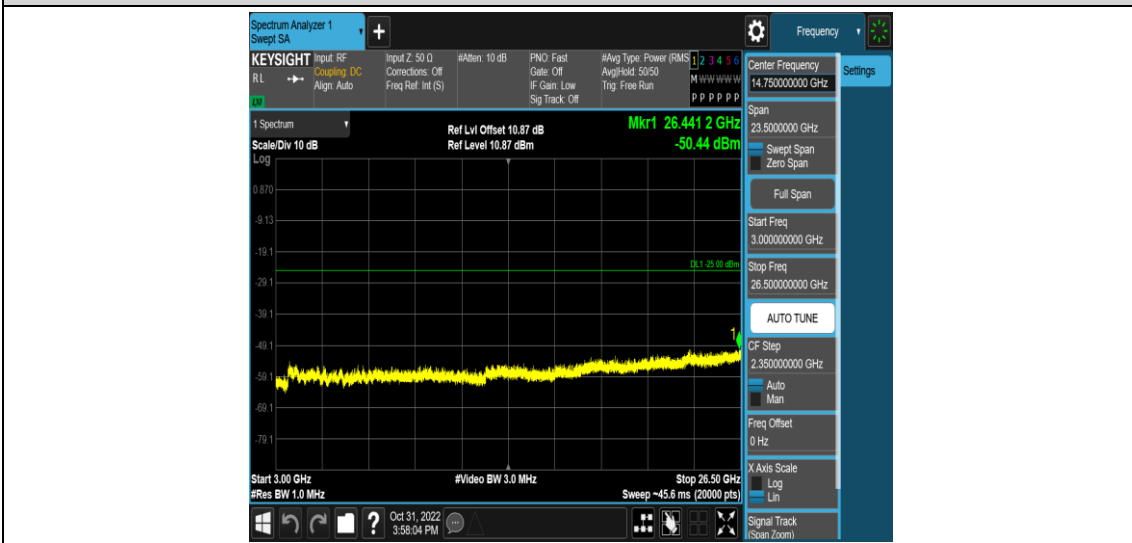 Spectrum Analyzer 1
Swept SA
+
Frequency
KEYSIGHT
RL
LXI
Input: RF
Coupling: DC
Align: Auto
Input Z: 50 Ω
Corrections: Off
Freq Ref: Int (S)
#Atten: 10 dB
PNO: Fast
Gate: Off
IF Gain: Low
Sig Track: Off
#Avg Type: Power (RMS
Avg|Hold: 50/50
Trig: Free Run
1 2 3 4 5 6
M W W W W W
P P P P P P
1 Spectrum
Scale/Div 10 dB
Log
Ref Lvl Offset 10.87 dB
Ref Level 10.87 dBm
Mkr1 26.441 2 GHz
-50.44 dBm
0.870
-9.13
-19.1
DL1 -25.00 dBm
-29.1
-39.1
1
-49.1
-59.1
-69.1
-79.1
Start 3.00 GHz
#Res BW 1.0 MHz
#Video BW 3.0 MHz
Stop 26.50 GHz
Sweep ~45.6 ms (20000 pts)
Center Frequency
14.750000000 GHz
Settings
Span
23.5000000 GHz
Swept Span
Zero Span
Full Span
Start Freq
3.000000000 GHz
Stop Freq
26.500000000 GHz
AUTO TUNE
CF Step
2.350000000 GHz
Auto
Man
Freq Offset
0 Hz
X Axis Scale
Log
Lin
Signal Track
(Span Zoom)
?
Oct 31, 2022
3:58:04 PM